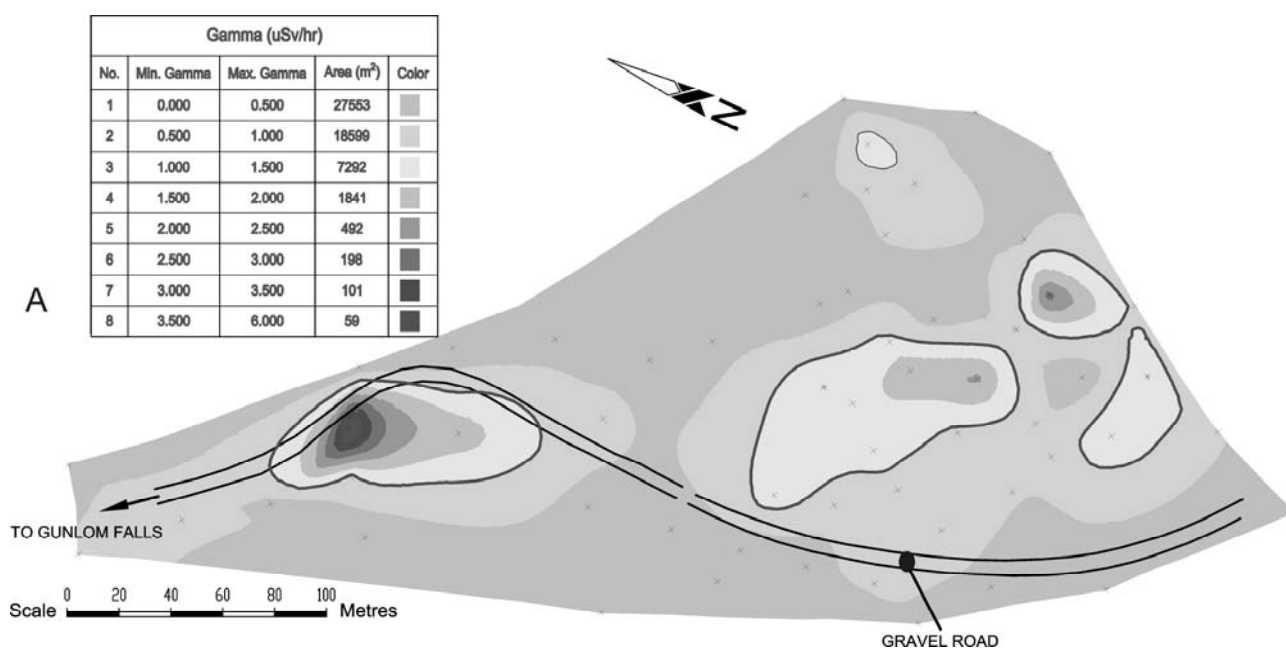 Gamma (uSv/hr)
No. Min. Gamma Max. Gamma Area (m²) Color
1 0.000 0.500 27553
2 0.500 1.000 18599
3 1.000 1.500 7292
4 1.500 2.000 1841
5 2.000 2.500 492
6 2.500 3.000 198
7 3.000 3.500 101
8 3.500 6.000 59
N
A
TO GUNLOM FALLS
Scale 0 20 40 60 80 100 Metres
GRAVEL ROAD